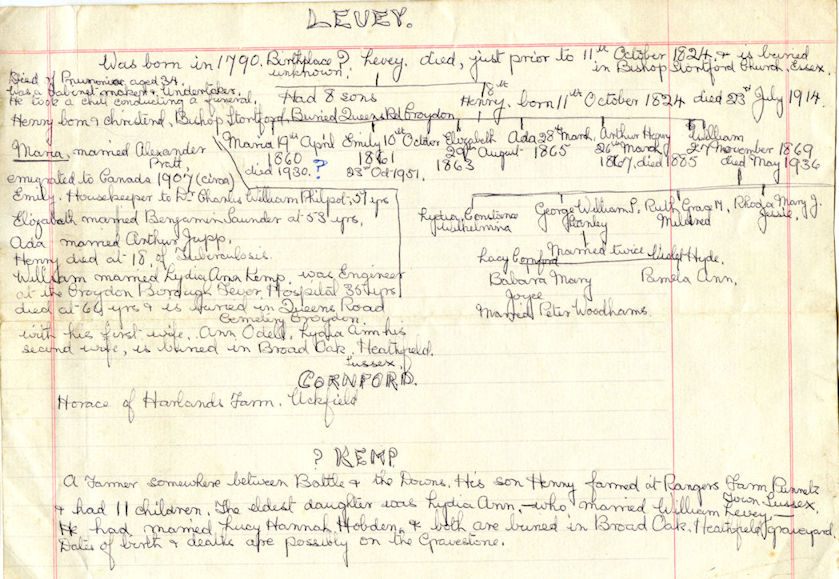 LEVEY.
Was born in 1790. Birthplace? Levey. died, just prior to 11th October 1824, & is buried
unknown, in Bishop Stortford Church, Essex.
Died of Pneumonia, aged 34.
Was a Cabinet maker & Undertaker.
He took a chill conducting a funeral.
Had 8 sons
8th
Henry, born 11th October 1824 died 23rd July 1914.
Henry born & christend, Bishop Stortford, Buried Queens Rd Croydon
Maria 19th April 1860 died 1930. ?
Emily 10th October 1861 23rd Oct 1951.
Elizabeth 29th August 1863
Ada 28th March 1865
Arthur Henry 26th March 1867, died 1885
William 27th November 1869 died May 1936
Maria, married Alexander
Pratt
emigrated to Canada 1907 (circa)
Emily, Housekeeper to Dr Charles William Philpot, 57 yrs
Elizabeth married Benjamin Saunder at 53 yrs,
Ada married Arthur Jupp,
Henry died at 18, of Tuberculosis.
William married Lydia Ann Kemp, was Engineer
at the Croydon Borough Fever Hospital 35 yrs
died at 66 yrs & is buried in Queens Road
Cemetery Croydon,
with his first wife, Ann Odell, Lydia Ann his
second wife, is buried in Broad Oak, Heathfield.
Sussex.
Lydia Constance Wilhelmina
George William S. Stanley
Ruth Grace M. Mildred
Rhoda Mary J. Jessie,
Married twice
Lucy Cornford
Violet Hyde,
Babara Mary
Joyce
Pamela Ann,
Married Peter Woodhams.
CORNFORD.
Horace of Harlands Farm, Uckfield
? KEMP
A Farmer somewhere between Battle & the Downs. His son Henry farmed at Rangers Farm, Punnetts
Town Sussex,
& had 11 children. The eldest daughter was Lydia Ann, – who married William Levey –
He had married Lucy Hannah Hobden, & both are buried in Broad Oak, Heathfield graveyard.
Dates of birth & deaths are possibly on the Gravestone.